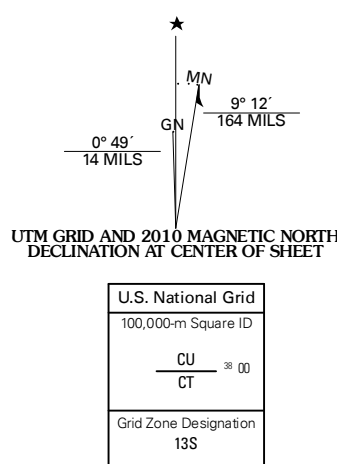 MN
9° 12´
164 MILS
GN
0° 49´
14 MILS
UTM GRID AND 2010 MAGNETIC NORTH
DECLINATION AT CENTER OF SHEET
U.S. National Grid
100,000-m Square ID
CU
38 00
CT
Grid Zone Designation
13S